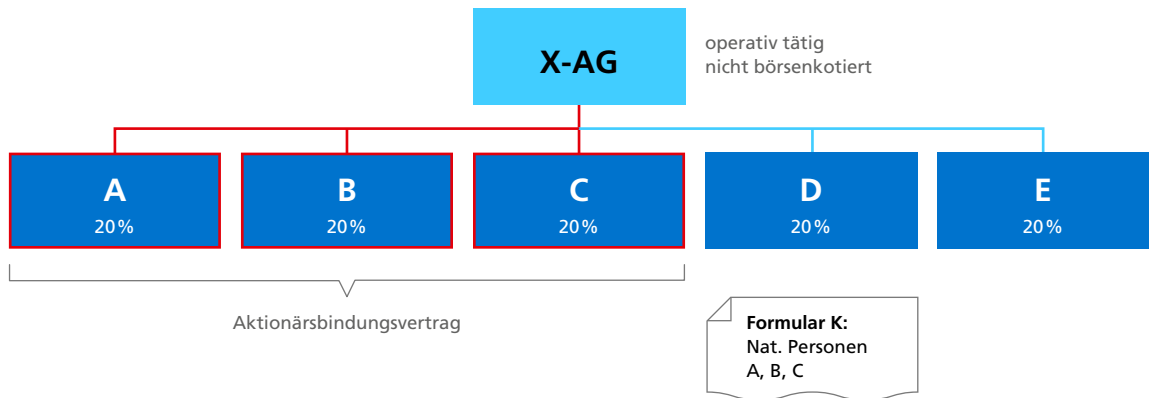 X-AG
operativ tätig
nicht börsenkotiert
A
20 %
B
20 %
C
20 %
D
20 %
E
20 %
Aktionärsbindungsvertrag
Formular K:
Nat. Personen
A, B, C